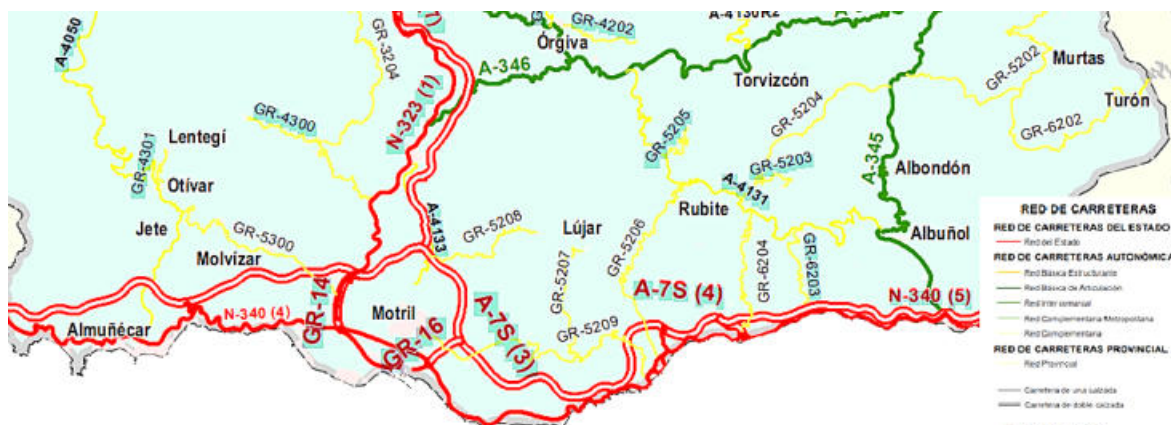 GR-4202
A-4130R2
A-4050
GR-3204
Órgiva
A-346
Torvizcón
GR-5202
Murtas
Turón
GR-6202
N-323 (1)
GR-4300
GR-5204
GR-5205
GR-5203
A-345
Lentegí
GR-4301
Otívar
A-4131
Albondón
Rubite
Jete
GR-5300
Molvízar
A-4133
GR-5208
Lújar
GR-5207
GR-5206
GR-6204
GR-6203
Albuñol
A-7S (4)
N-340 (5)
Almuñécar
N-340 (4)
GR-14
Motril
GR-16
A-7S (3)
GR-5209
RED DE CARRETERAS
RED DE CARRETERAS DEL ESTADO
Red del Estado
RED DE CARRETERAS AUTONÓMICA
Red Básica Estructurante
Red Básica de Articulación
Red Intercomarcal
Red Complementaria Metropolitana
Red Complementaria
RED DE CARRETERAS PROVINCIAL
Red Provincial
Carretera de una calzada
Carretera de doble calzada